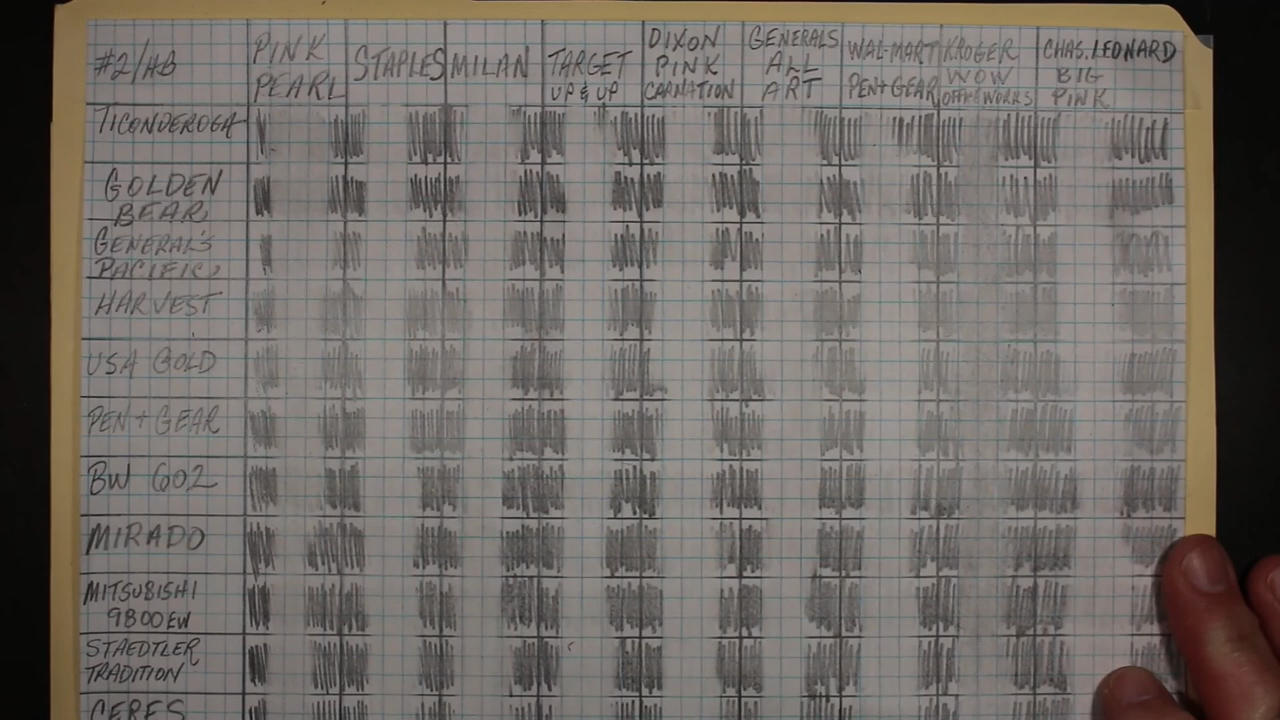 #2/HB
PINK
PEARL
STAPLES
MILAN
TARGET
UP & UP
DIXON
PINK
CARNATION
GENERALS
ALL
ART
WAL-MART
PEN+GEAR
KROGER
WOW
OFFICEWORKS
CHAS. LEONARD
BIG
PINK
TICONDEROGA
GOLDEN
BEAR
GENERAL'S
PACIFIC
HARVEST
USA GOLD
PEN + GEAR
BW 602
MIRADO
MITSUBISHI
9800EW
STAEDTLER
TRADITION
CERES